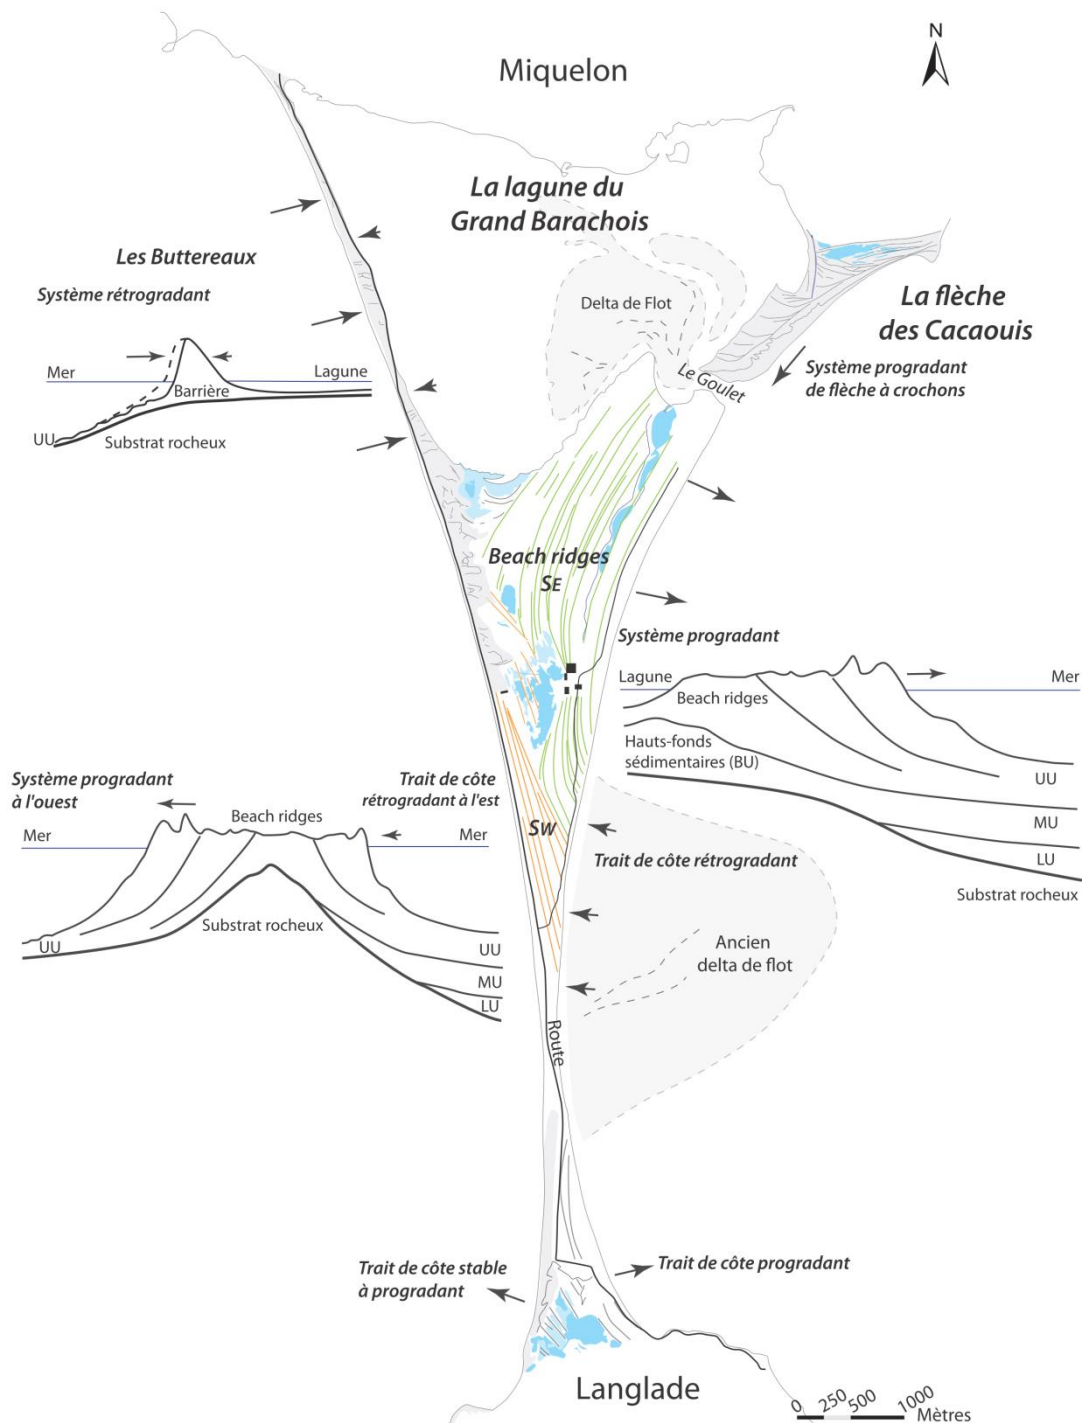 N
Miquelon
La lagune du
Grand Barachois
Les Buttereaux
Système rétrogradant
Mer
Lagune
Barrière
UU
Substrat rocheux
Delta de Flot
La flèche
des Cacaouis
Le Goulet
Système progradant
de flèche à crochons
Beach ridges
SE
Système progradant
Lagune
Mer
Beach ridges
Hauts-fonds
sédimentaires (BU)
UU
MU
LU
Substrat rocheux
Système progradant
à l'ouest
Trait de côte
rétrogradant à l'est
Beach ridges
Mer
Mer
Substrat rocheux
UU
UU
MU
LU
SW
Trait de côte rétrogradant
Ancien
delta de flot
Route
Trait de côte stable
à progradant
Trait de côte progradant
Langlade
0 250 500 1000
Mètres